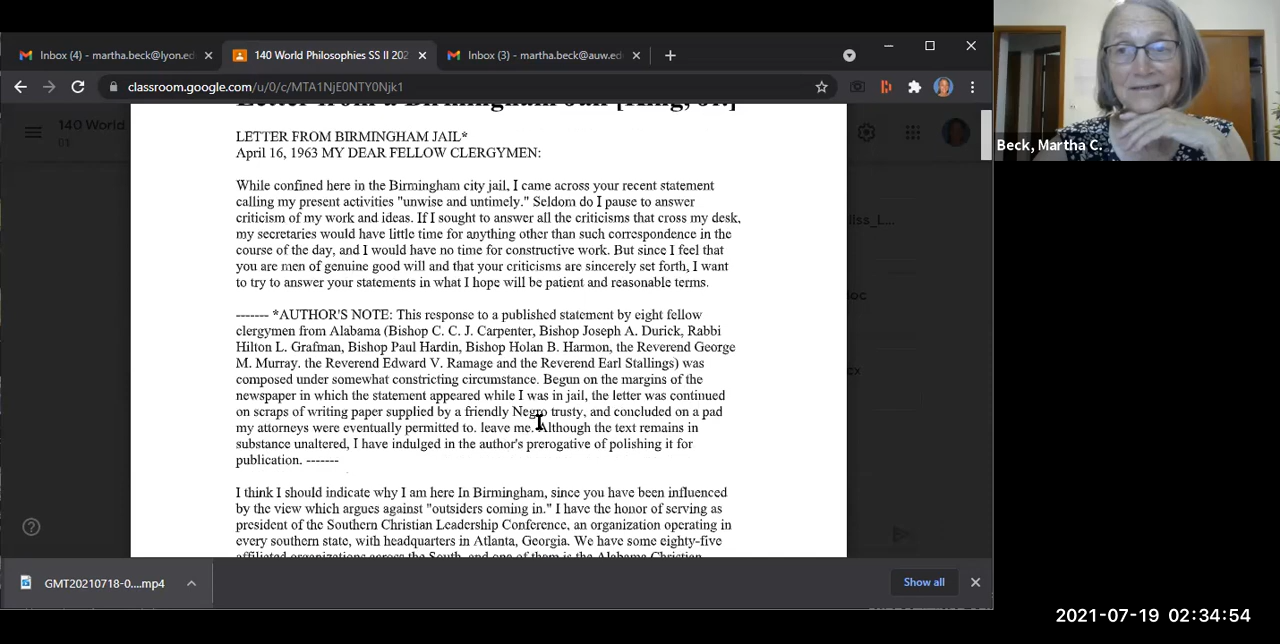 Inbox (4) - martha.beck@lyon.ed
140 World Philosophies SS II 202
Inbox (3) - martha.beck@auw.ed
classroom.google.com/u/0/c/MTA1NjE0NTY0Njk1
140 World
01
LETTER FROM BIRMINGHAM JAIL*
April 16, 1963 MY DEAR FELLOW CLERGYMEN:
While confined here in the Birmingham city jail, I came across your recent statement
calling my present activities "unwise and untimely." Seldom do I pause to answer
criticism of my work and ideas. If I sought to answer all the criticisms that cross my desk,
my secretaries would have little time for anything other than such correspondence in the
course of the day, and I would have no time for constructive work. But since I feel that
you are men of genuine good will and that your criticisms are sincerely set forth, I want
to try to answer your statements in what I hope will be patient and reasonable terms.
------- *AUTHOR'S NOTE: This response to a published statement by eight fellow
clergymen from Alabama (Bishop C. C. J. Carpenter, Bishop Joseph A. Durick, Rabbi
Hilton L. Grafman, Bishop Paul Hardin, Bishop Holan B. Harmon, the Reverend George
M. Murray. the Reverend Edward V. Ramage and the Reverend Earl Stallings) was
composed under somewhat constricting circumstance. Begun on the margins of the
newspaper in which the statement appeared while I was in jail, the letter was continued
on scraps of writing paper supplied by a friendly Negro trusty, and concluded on a pad
my attorneys were eventually permitted to. leave me. Although the text remains in
substance unaltered, I have indulged in the author's prerogative of polishing it for
publication. -------
I think I should indicate why I am here In Birmingham, since you have been influenced
by the view which argues against "outsiders coming in." I have the honor of serving as
president of the Southern Christian Leadership Conference, an organization operating in
every southern state, with headquarters in Atlanta, Georgia. We have some eighty-five
affiliated organizations across the South, and one of them is the Alabama Christian
GMT20210718-0....mp4
Show all
Beck, Martha C.
2021-07-19 02:34:54